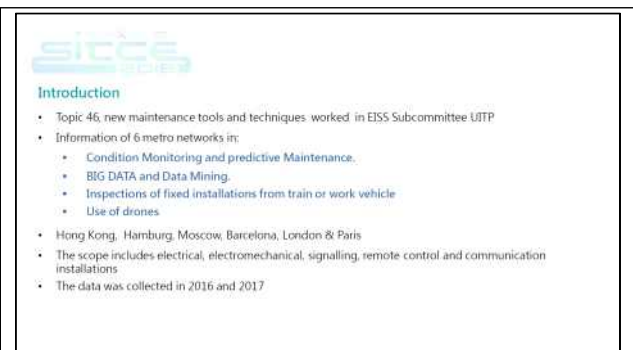 sitce
Introduction
• Topic 46, new maintenance tools and techniques worked in EISS Subcommittee UITP
• Information of 6 metro networks in:
• Condition Monitoring and predictive Maintenance.
• BIG DATA and Data Mining.
• Inspections of fixed installations from train or work vehicle
• Use of drones
• Hong Kong, Hamburg, Moscow, Barcelona, London & Paris
• The scope includes electrical, electromechanical, signalling, remote control and communication
installations
• The data was collected in 2016 and 2017